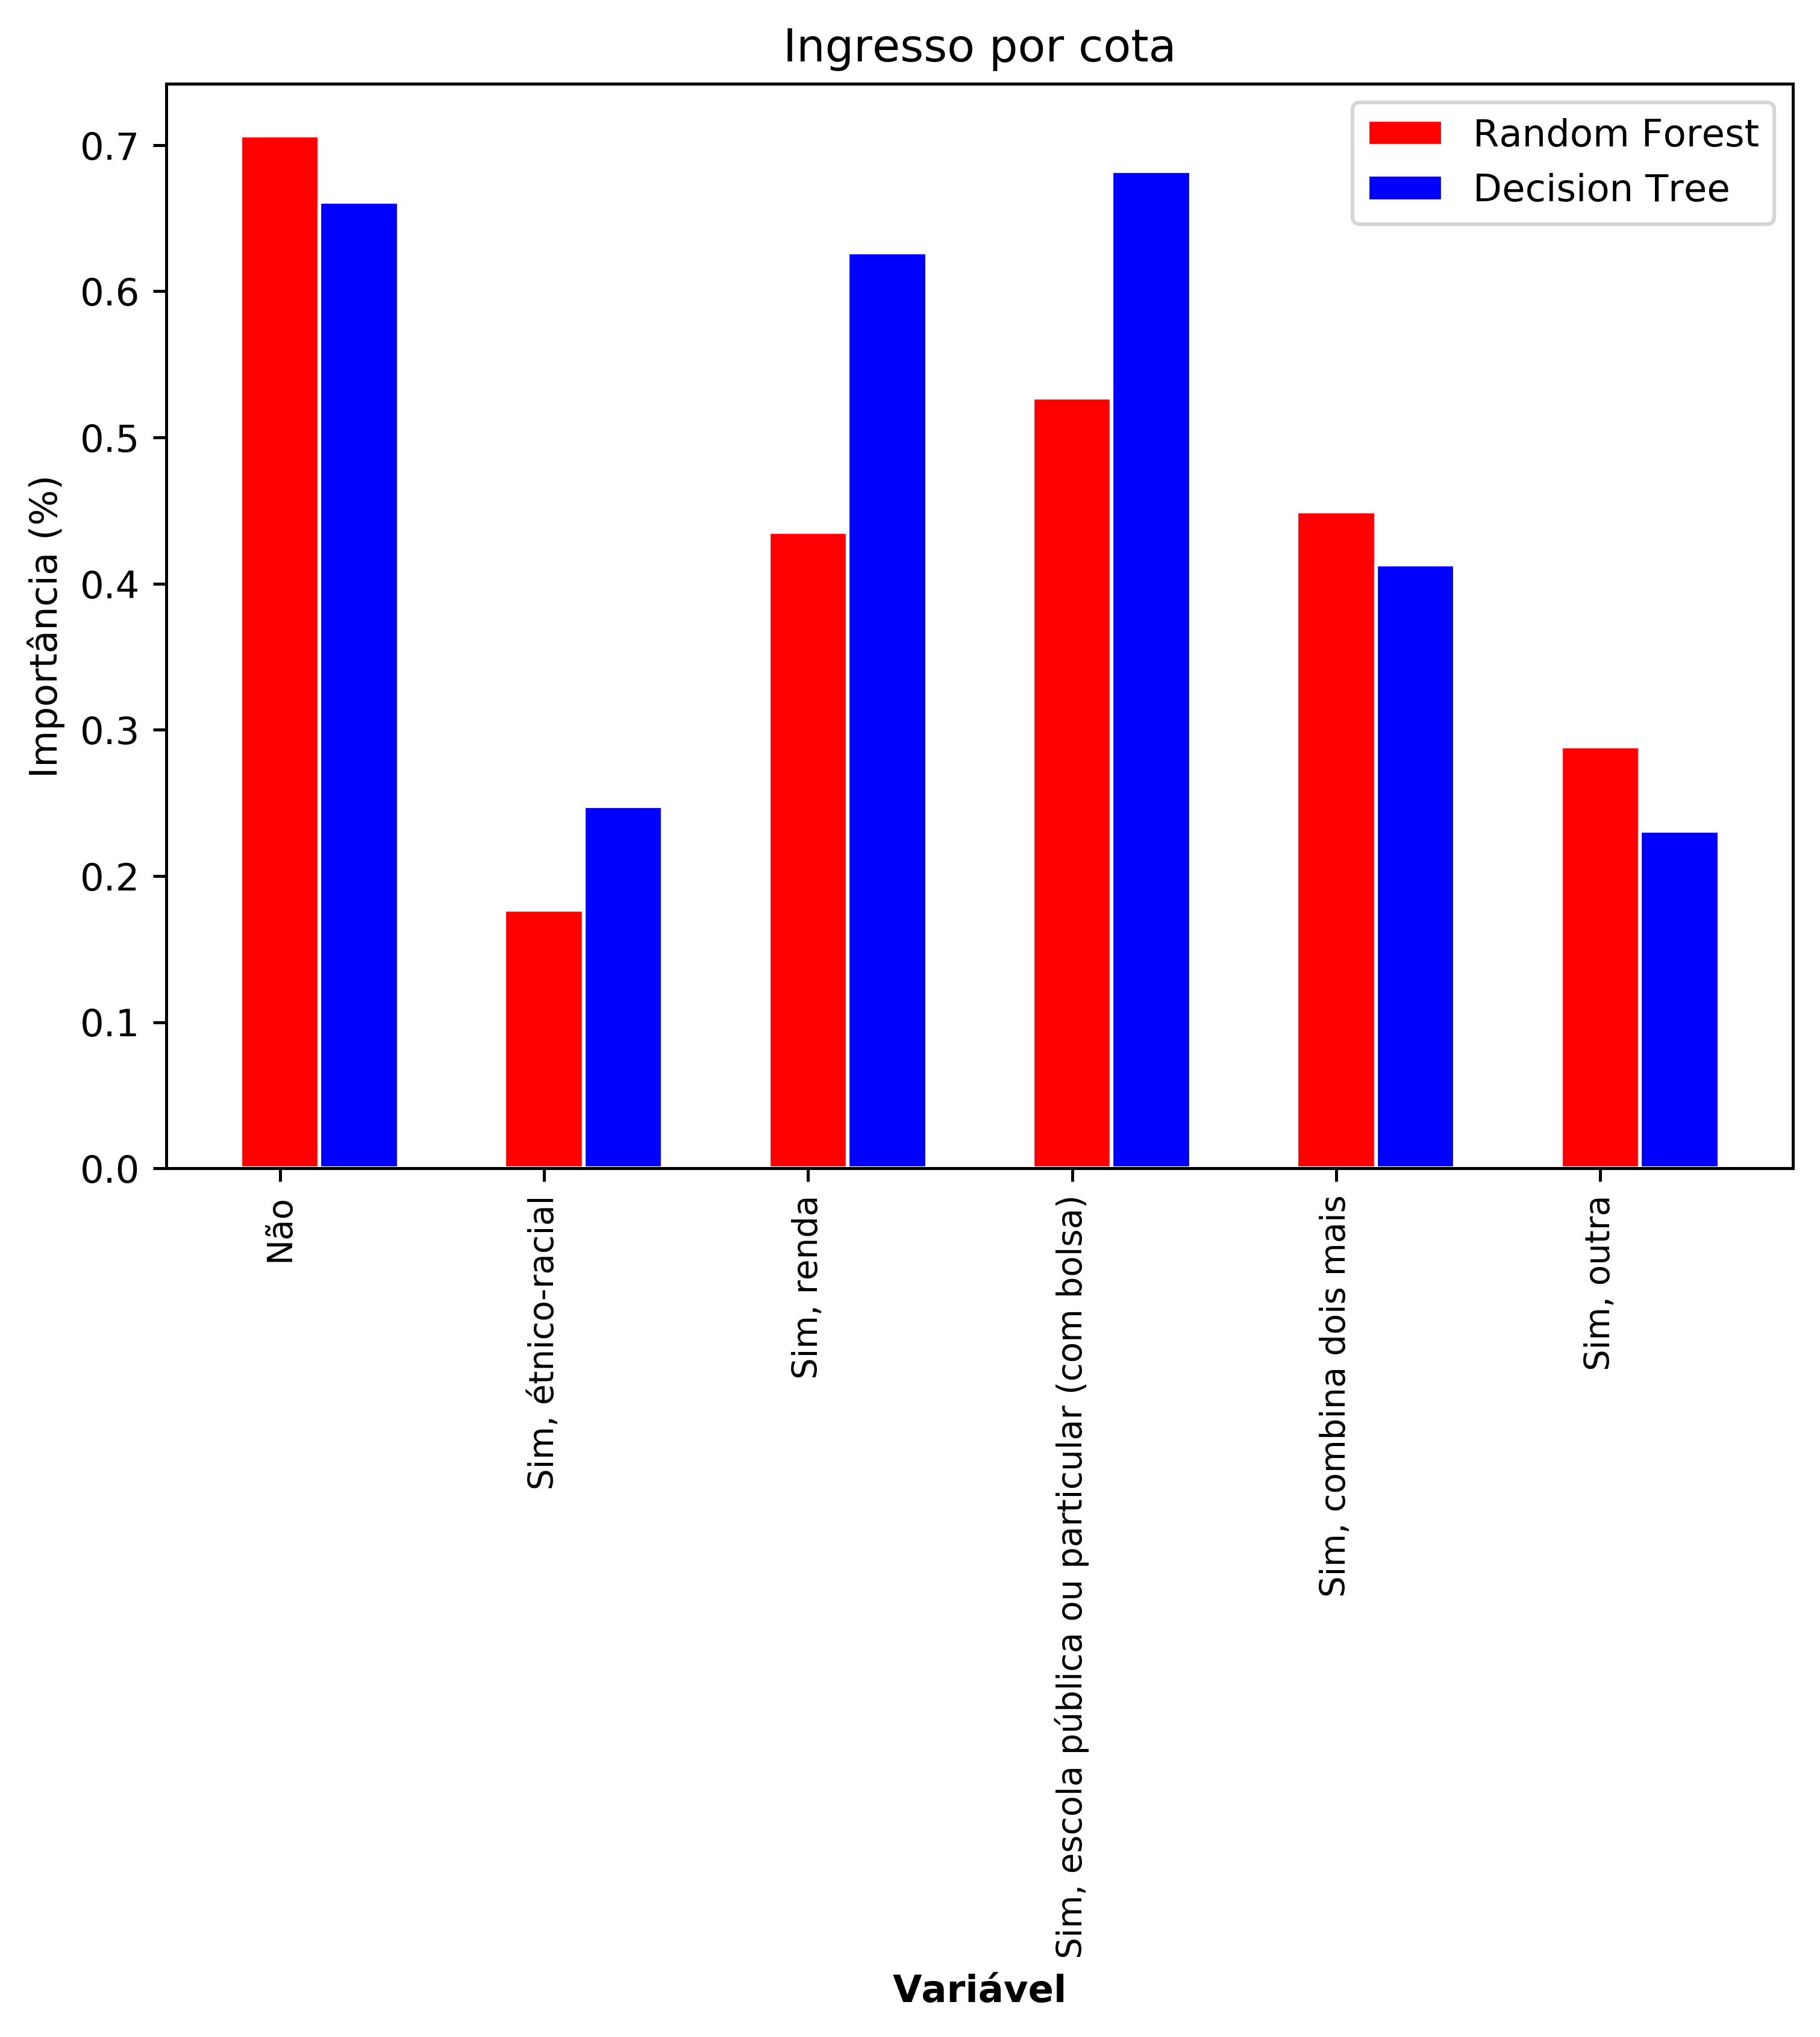 Ingresso por cota
Random Forest
Decision Tree
Importância (%)
0.7
0.6
0.5
0.4
0.3
0.2
0.1
0.0
Não
Sim, étnico-racial
Sim, renda
Sim, escola pública ou particular (com bolsa)
Sim, combina dois mais
Sim, outra
Variável